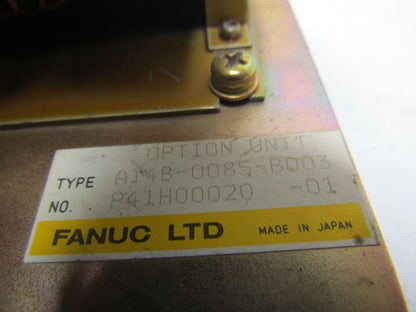 OPTION UNIT
TYPE A14B-0085-B003
NO. P41H00020 -01
FANUC LTD MADE IN JAPAN